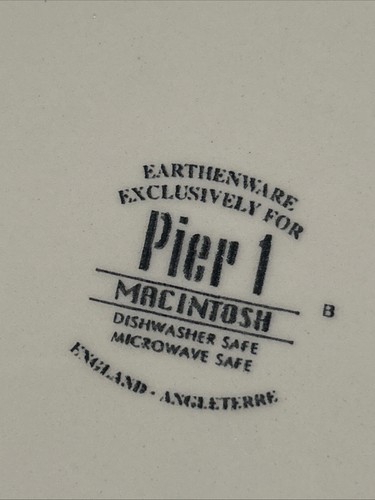 EARTHENWARE
EXCLUSIVELY FOR
Pier 1
MACINTOSH
B
DISHWASHER SAFE
MICROWAVE SAFE
ENGLAND - ANGLETERRE